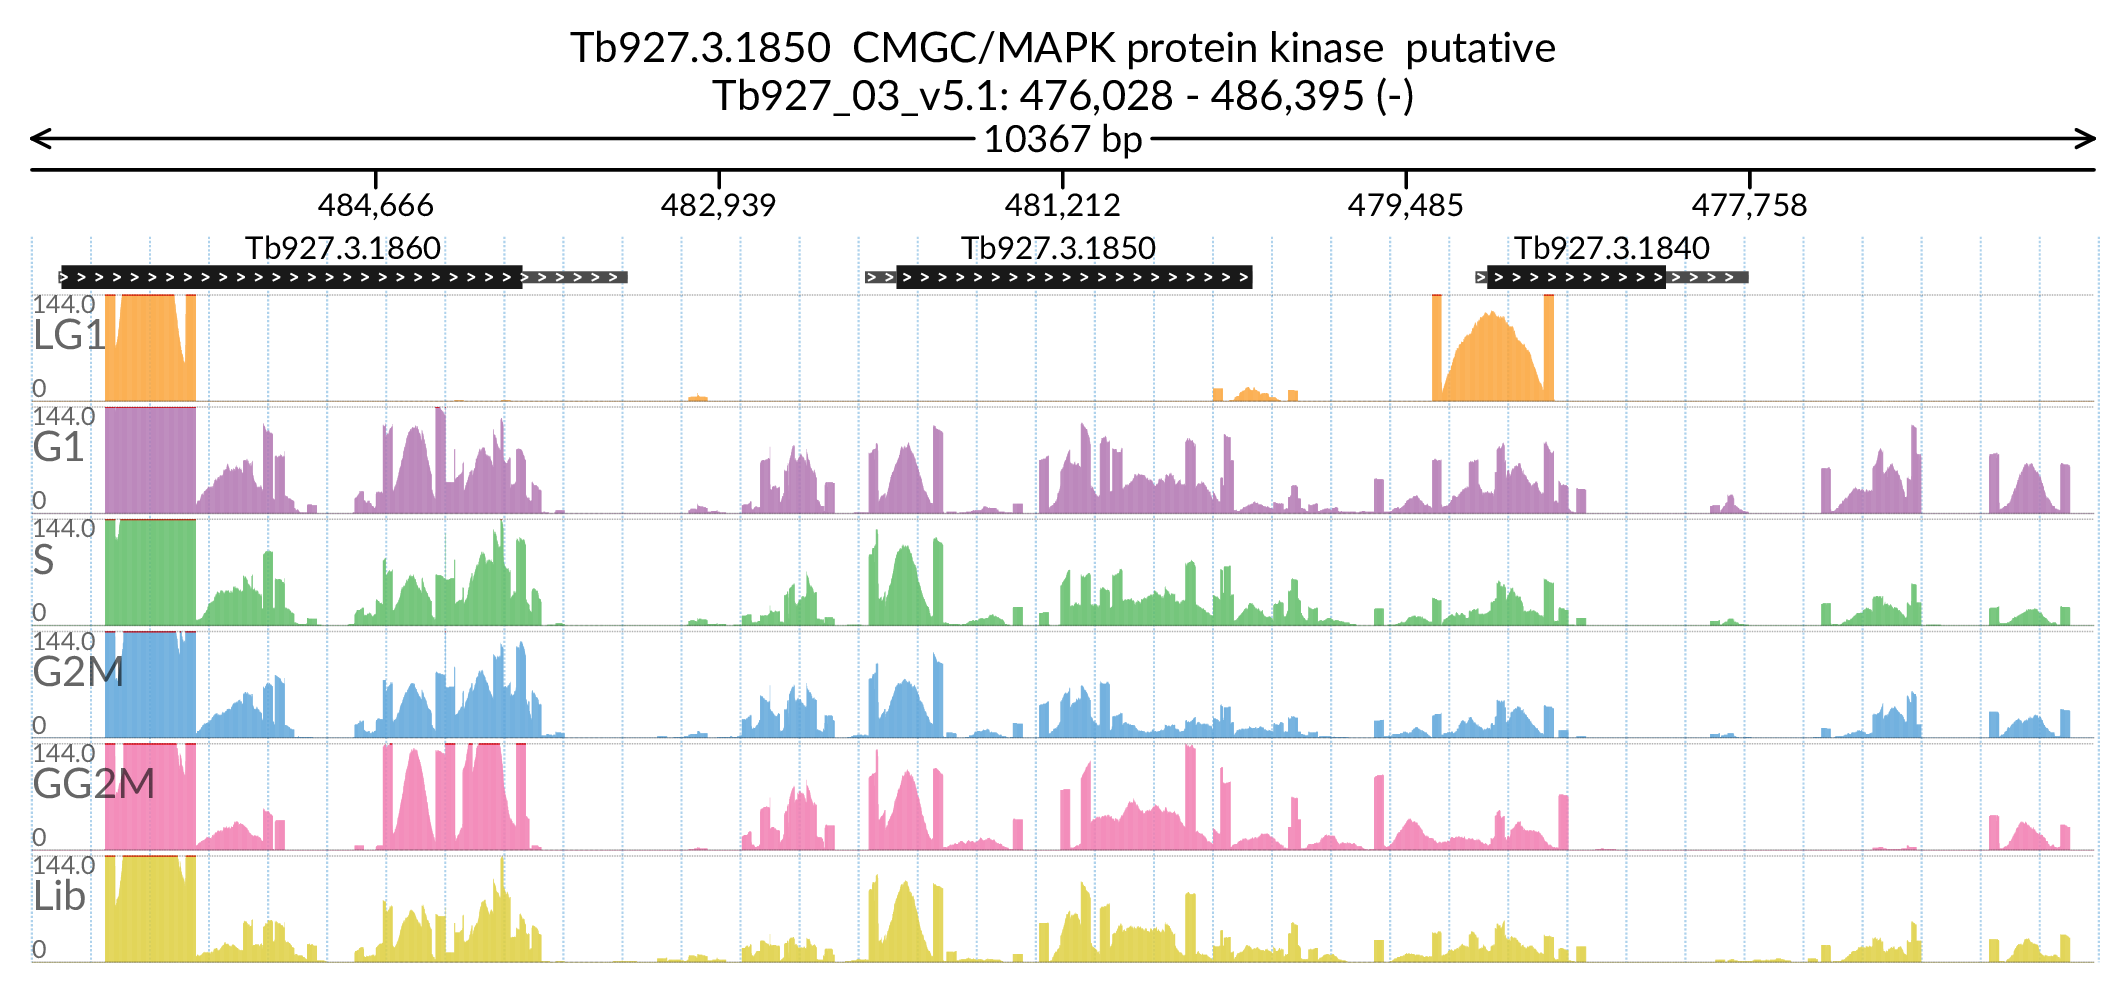 Tb927.3.1850  CMGC/MAPK protein kinase  putative
Tb927_03_v5.1: 476,028 - 486,395 (-)
10367 bp
484,666 482,939 481,212 479,485 477,758
Tb927.3.1860 Tb927.3.1850 Tb927.3.1840
144.0
LG1
0
144.0
G1
0
144.0
S
0
144.0
G2M
0
144.0
GG2M
0
144.0
Lib
0